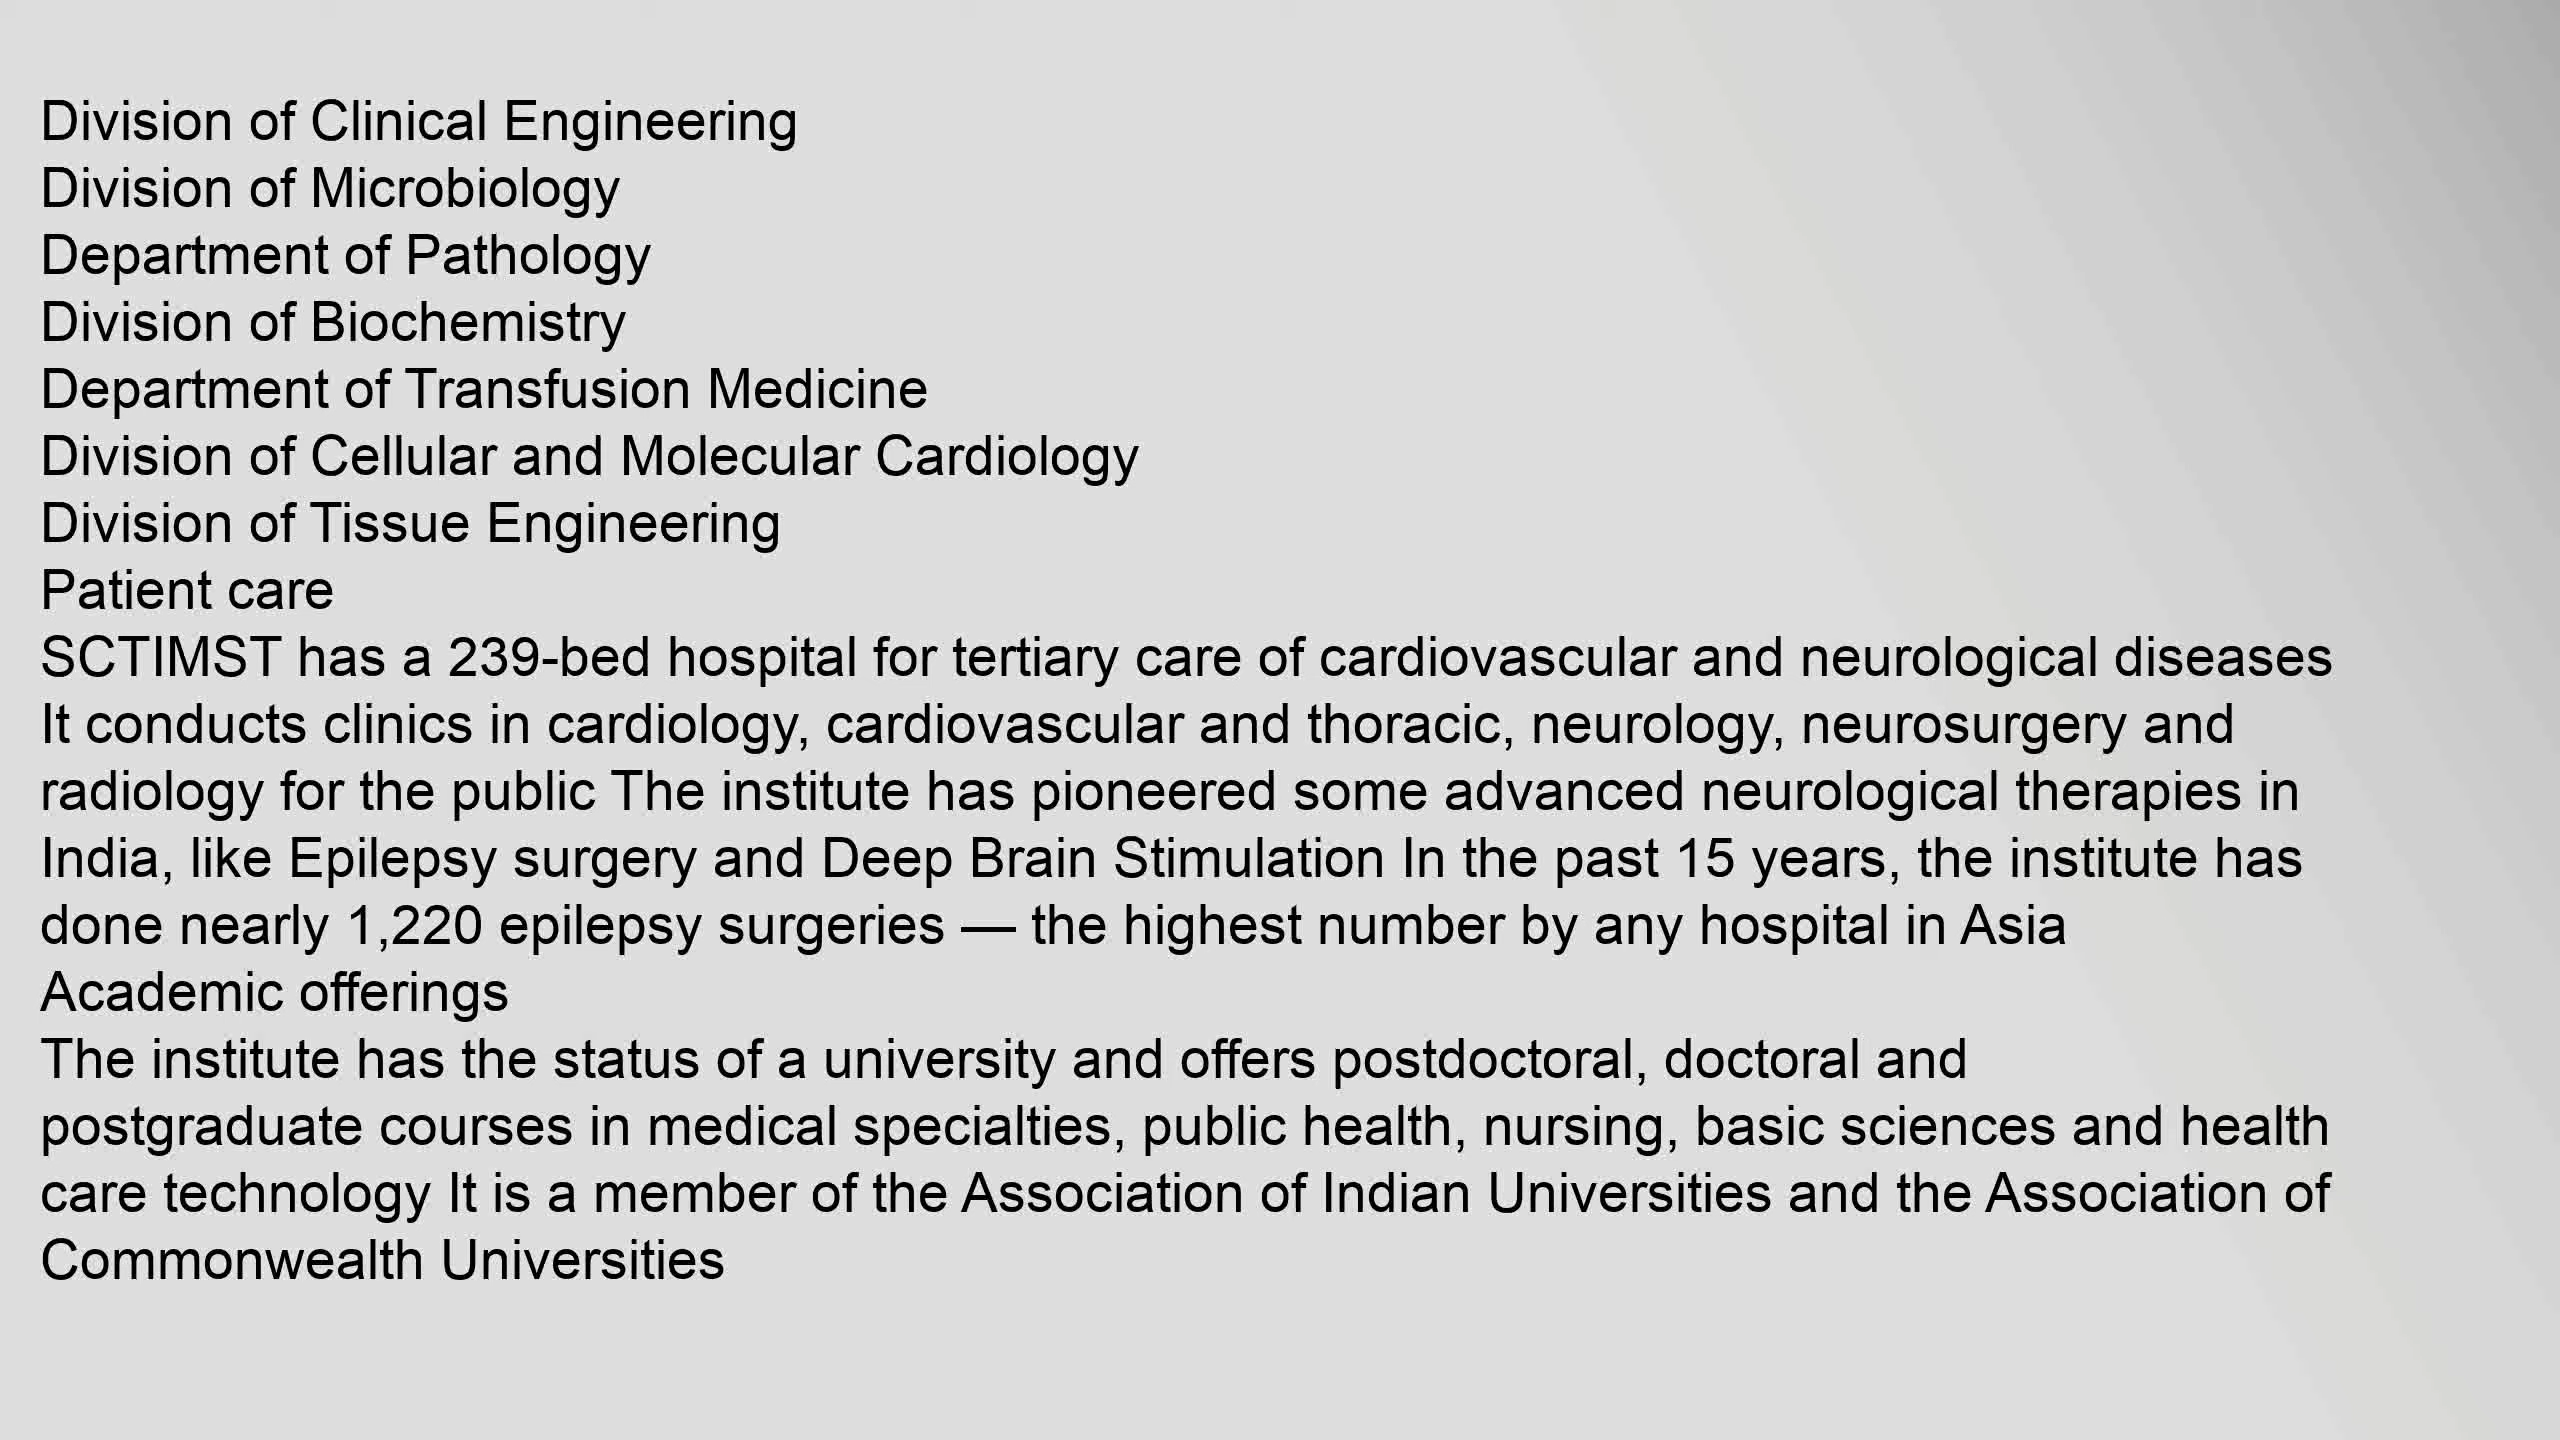 Division of Clinical Engineering
Division of Microbiology
Department of Pathology
Division of Biochemistry
Department of Transfusion Medicine
Division of Cellular and Molecular Cardiology
Division of Tissue Engineering
Patient care
SCTIMST has a 239-bed hospital for tertiary care of cardiovascular and neurological diseases
It conducts clinics in cardiology, cardiovascular and thoracic, neurology, neurosurgery and
radiology for the public The institute has pioneered some advanced neurological therapies in
India, like Epilepsy surgery and Deep Brain Stimulation In the past 15 years, the institute has
done nearly 1,220 epilepsy surgeries — the highest number by any hospital in Asia
Academic offerings
The institute has the status of a university and offers postdoctoral, doctoral and
postgraduate courses in medical specialties, public health, nursing, basic sciences and health
care technology It is a member of the Association of Indian Universities and the Association of
Commonwealth Universities